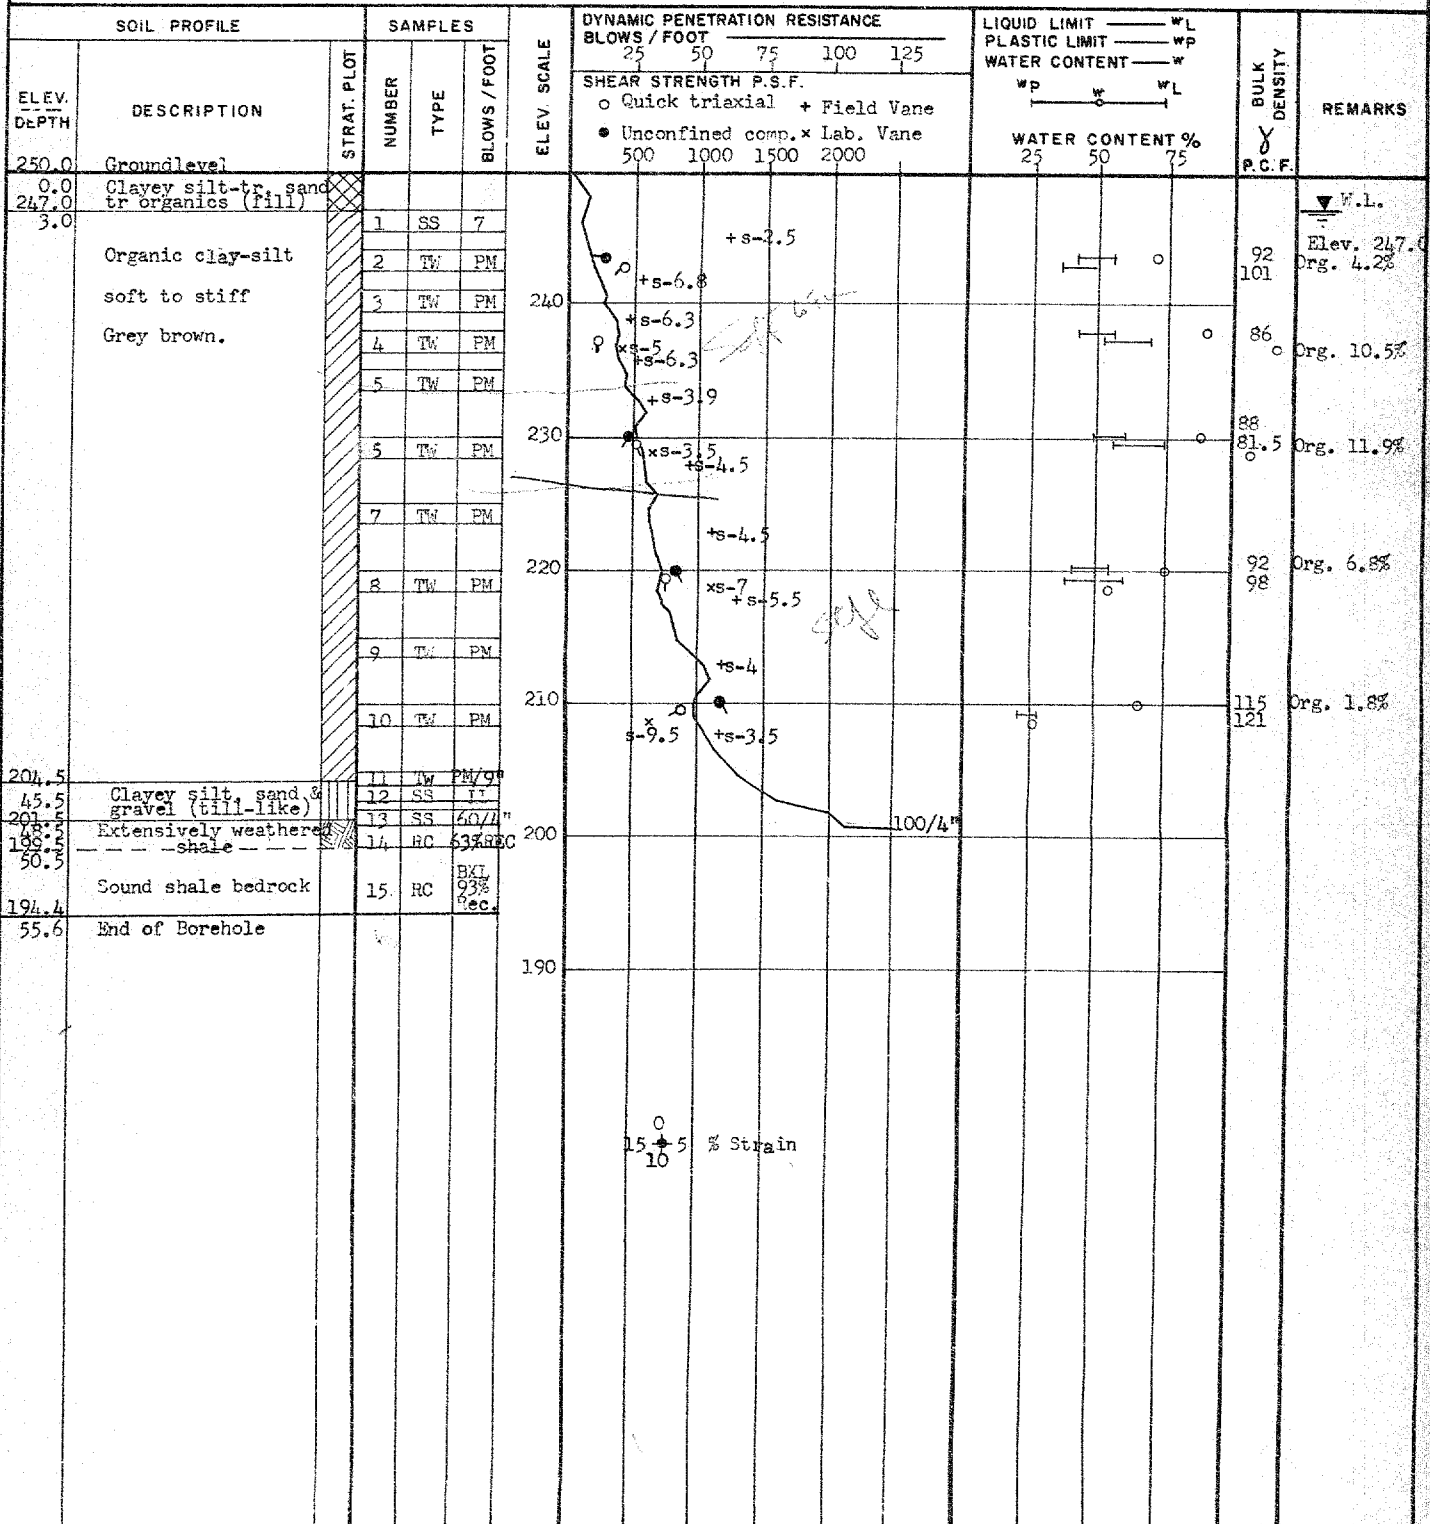 SOIL PROFILE
SAMPLES
ELEV. SCALE
DYNAMIC PENETRATION RESISTANCE
BLOWS / FOOT
25 50 75 100 125
SHEAR STRENGTH P.S.F.
○ Quick triaxial + Field Vane
● Unconfined comp. × Lab. Vane
500 1000 1500 2000
LIQUID LIMIT —— wL
PLASTIC LIMIT —— wP
WATER CONTENT —— w
wP w wL
WATER CONTENT %
25 50 75
BULK DENSITY
γ
P.C.F.
REMARKS
ELEV.
DEPTH
DESCRIPTION
STRAT. PLOT
NUMBER
TYPE
BLOWS / FOOT
250.0 Groundlevel
0.0 Clayey silt-tr. sand
247.0 tr organics (fill)
3.0
Organic clay-silt
soft to stiff
Grey brown.
204.5
45.5 Clayey silt, sand &
gravel (till-like)
201.5
48.5 Extensively weathered
199.5 shale
50.5
Sound shale bedrock
194.4
55.6 End of Borehole
1 SS 7
2 TW PM
3 TW PM
4 TW PM
5 TW PM
5 TW PM
7 TW PM
8 TW PM
9 TW PM
10 TW PM
11 TW PM/9"
12 SS 11
13 SS 60/4"
14 RC 63%REC
15. RC BXL
93%
Rec.
240
230
220
210
200
190
+s-2.5
+s-6.8
+s-6.3
×s-5
+s-6.3
+s-3.9
×s-3.5
+s-4.5
+s-4.5
×s-7
+s-5.5
+s-4
×
s-9.5
+s-3.5
100/4"
0
15 5 % Strain
10
W.L.
Elev. 247.0
92 Org. 4.2%
101
86
Org. 10.5%
88
81.5 Org. 11.9%
92 Org. 6.8%
98
115 Org. 1.8%
121